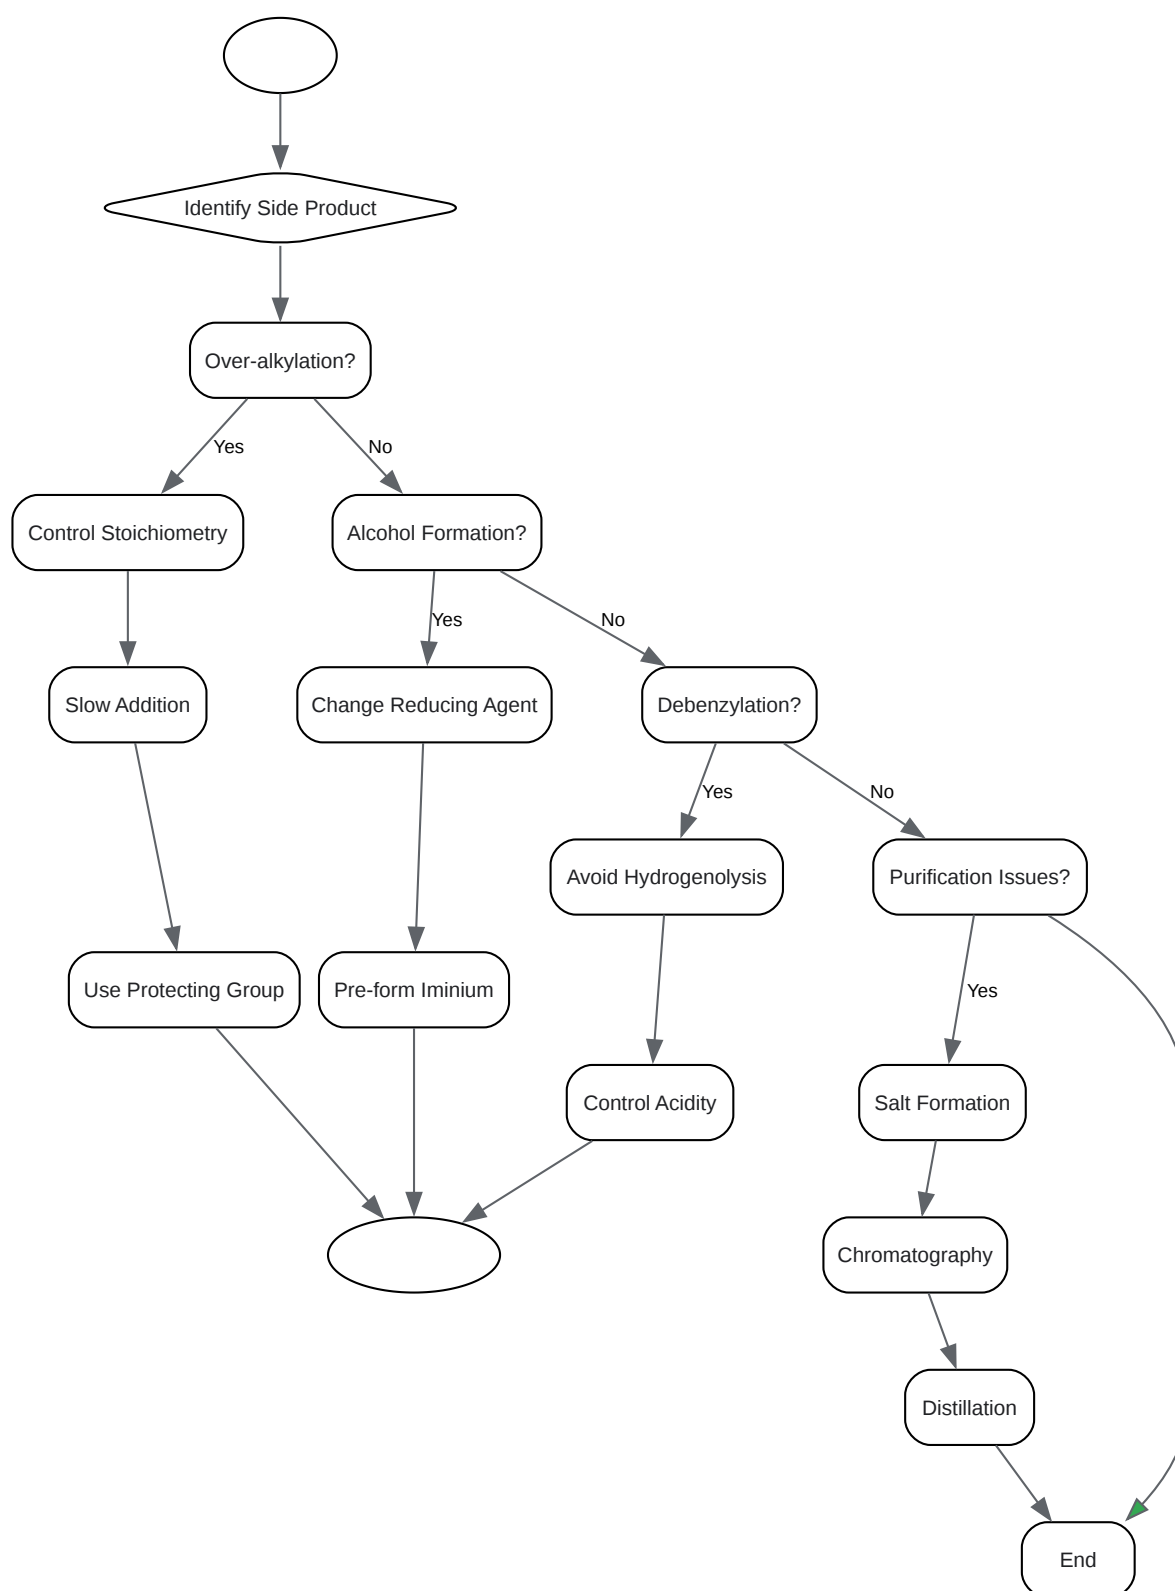 Identify Side Product
Over-alkylation?
Yes
No
Control Stoichiometry
Alcohol Formation?
Yes
No
Slow Addition
Change Reducing Agent
Debenzylation?
Yes
No
Avoid Hydrogenolysis
Purification Issues?
Use Protecting Group
Pre-form Iminium
Yes
Control Acidity
Salt Formation
Chromatography
Distillation
End